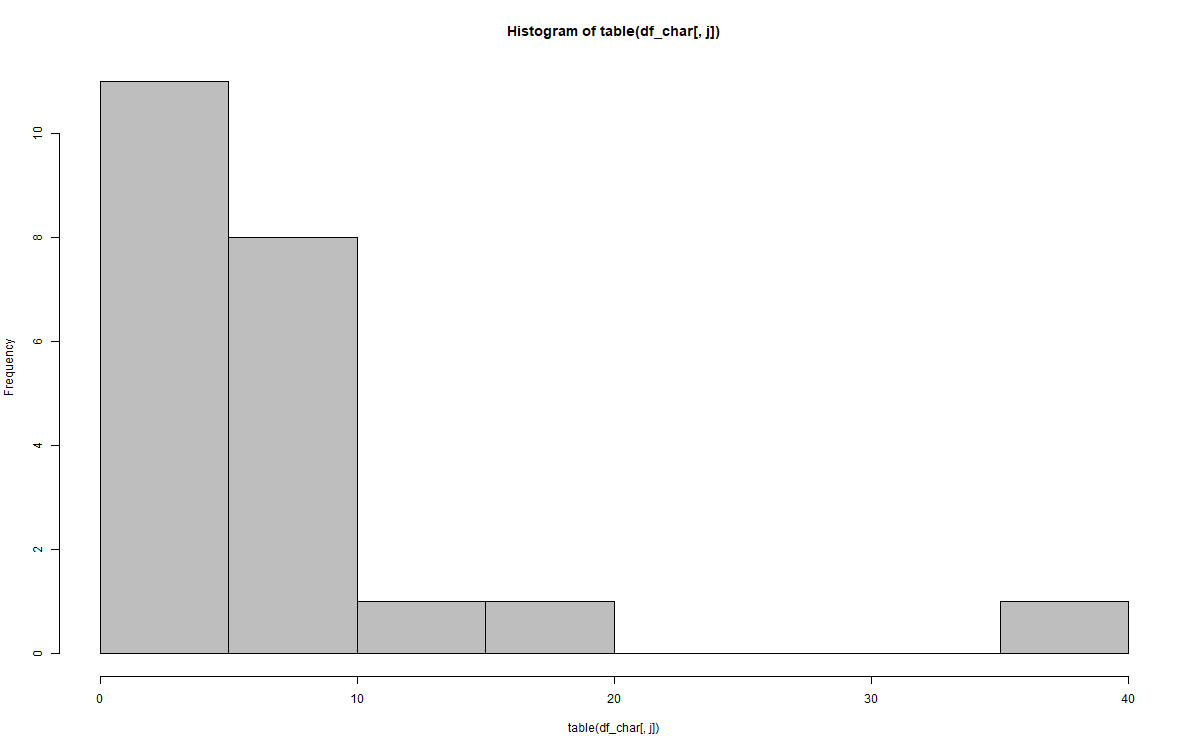 Histogram of table(df_char[, j])
10
8
6
4
2
0
Frequency
0 10 20 30 40
table(df_char[, j])